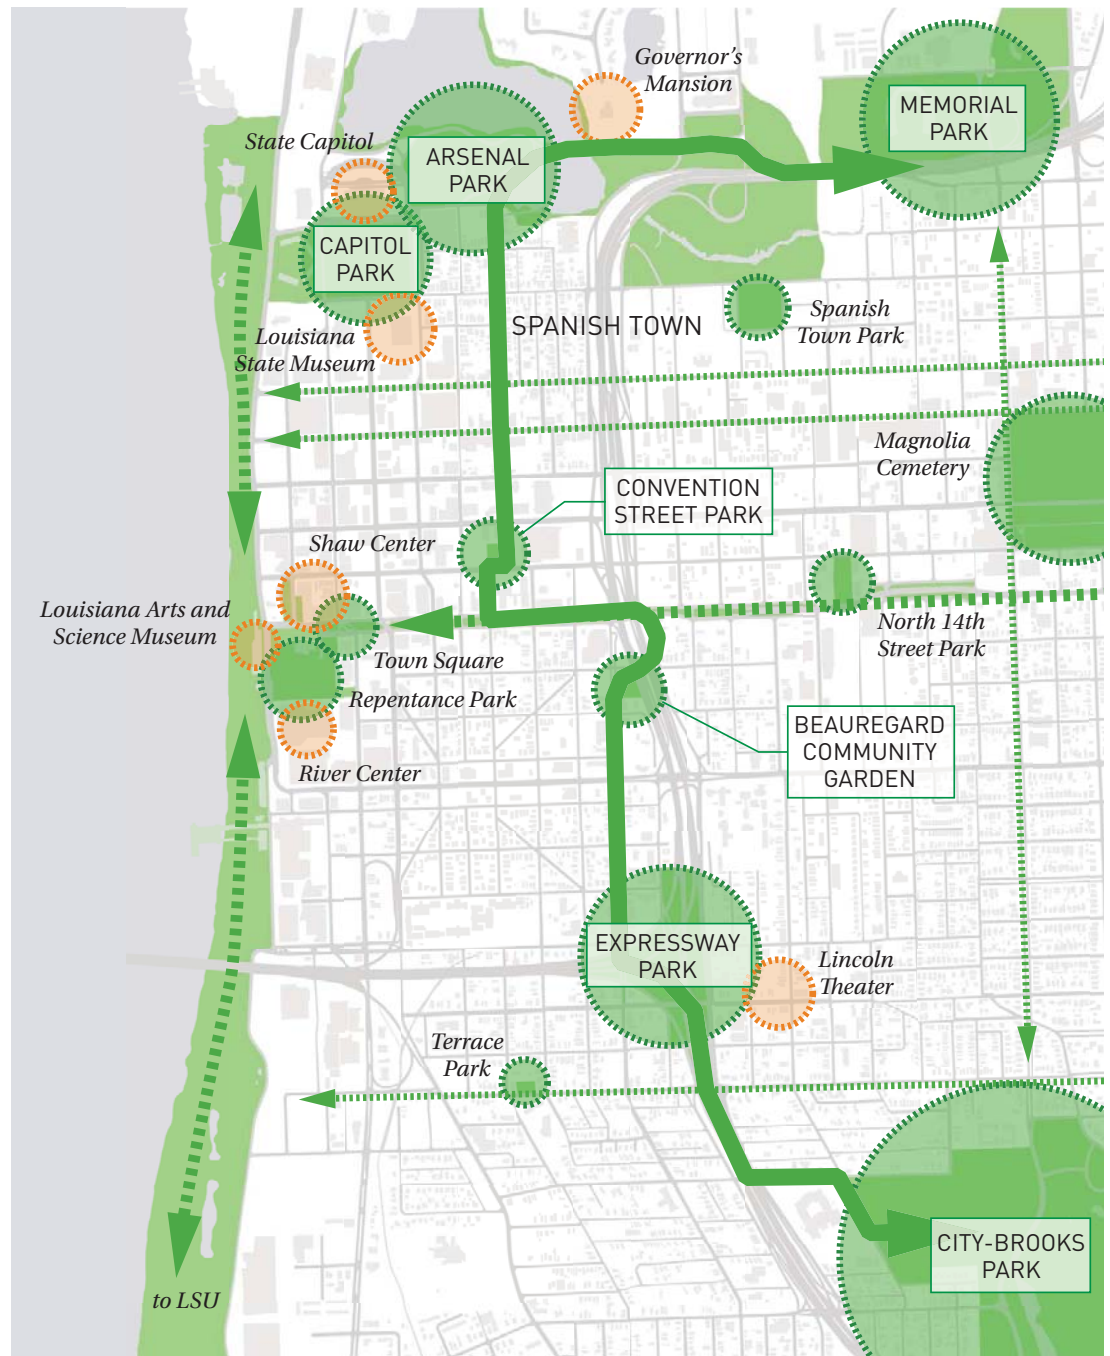 Governor's
Mansion
MEMORIAL
PARK
State Capitol
ARSENAL
PARK
CAPITOL
PARK
Spanish
Town Park
SPANISH TOWN
Louisiana
State Museum
Magnolia
Cemetery
CONVENTION
STREET PARK
Shaw Center
Louisiana Arts and
Science Museum
North 14th
Street Park
Town Square
Repentance Park
BEAUREGARD
COMMUNITY
GARDEN
River Center
EXPRESSWAY
PARK
Lincoln
Theater
Terrace
Park
CITY-BROOKS
PARK
to LSU